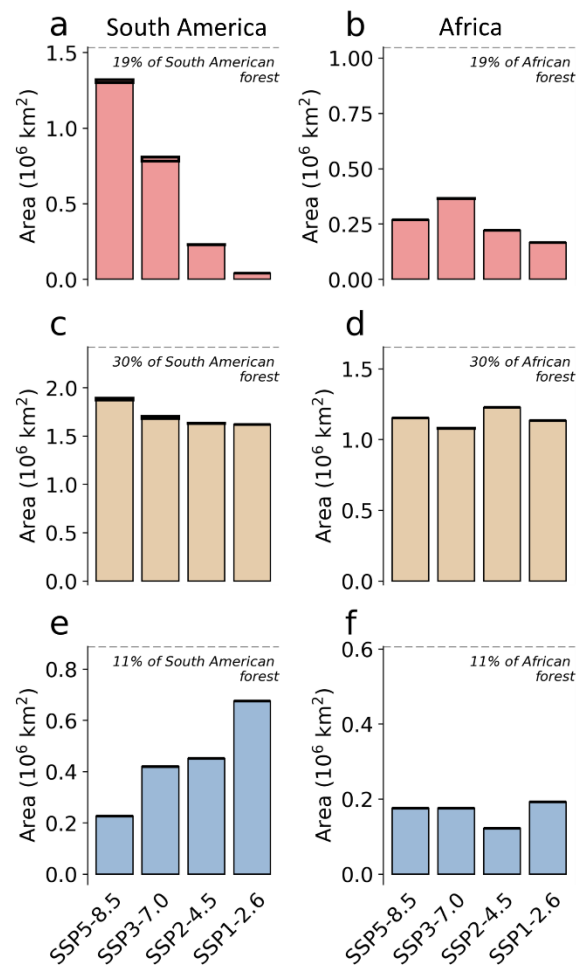 South America
Africa
a
b
1.5
1.0
0.5
0.0
Area (10⁶ km²)
19% of South American
forest
1.00
0.75
0.50
0.25
0.00
Area (10⁶ km²)
19% of African
forest
c
d
2.0
1.5
1.0
0.5
0.0
Area (10⁶ km²)
30% of South American
forest
1.5
1.0
0.5
0.0
Area (10⁶ km²)
30% of African
forest
e
f
0.8
0.6
0.4
0.2
0.0
Area (10⁶ km²)
11% of South American
forest
0.6
0.4
0.2
0.0
Area (10⁶ km²)
11% of African
forest
SSP5-8.5
SSP3-7.0
SSP2-4.5
SSP1-2.6
SSP5-8.5
SSP3-7.0
SSP2-4.5
SSP1-2.6